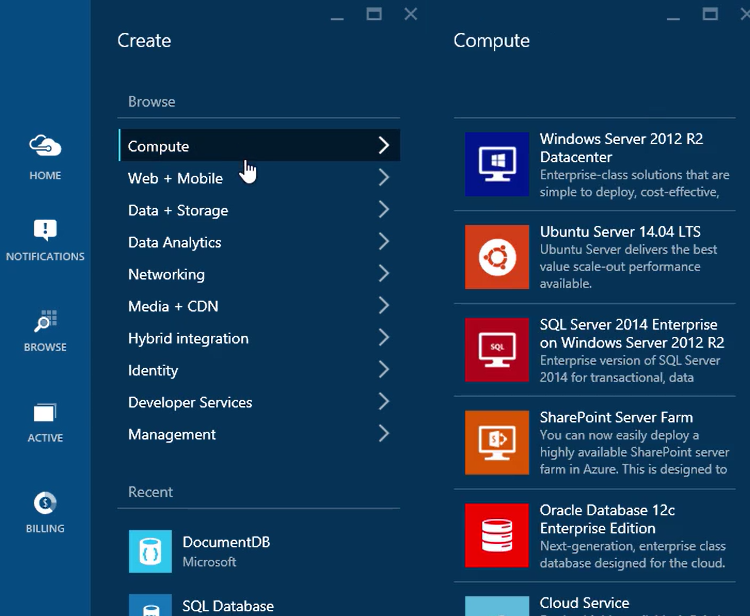 HOME
NOTIFICATIONS
BROWSE
ACTIVE
BILLING
Create
Browse
Compute
Web + Mobile
Data + Storage
Data Analytics
Networking
Media + CDN
Hybrid integration
Identity
Developer Services
Management
Recent
DocumentDB
Microsoft
SQL Database
Compute
Windows Server 2012 R2
Datacenter
Enterprise-class solutions that are
simple to deploy, cost-effective,
Ubuntu Server 14.04 LTS
Ubuntu Server delivers the best
value scale-out performance
available.
SQL
SQL Server 2014 Enterprise
on Windows Server 2012 R2
Enterprise version of SQL Server
2014 for transactional, data
SharePoint Server Farm
You can now easily deploy a
highly available SharePoint server
farm in Azure. This is designed to
Oracle Database 12c
Enterprise Edition
Next-generation, enterprise class
database designed for the cloud.
Cloud Service